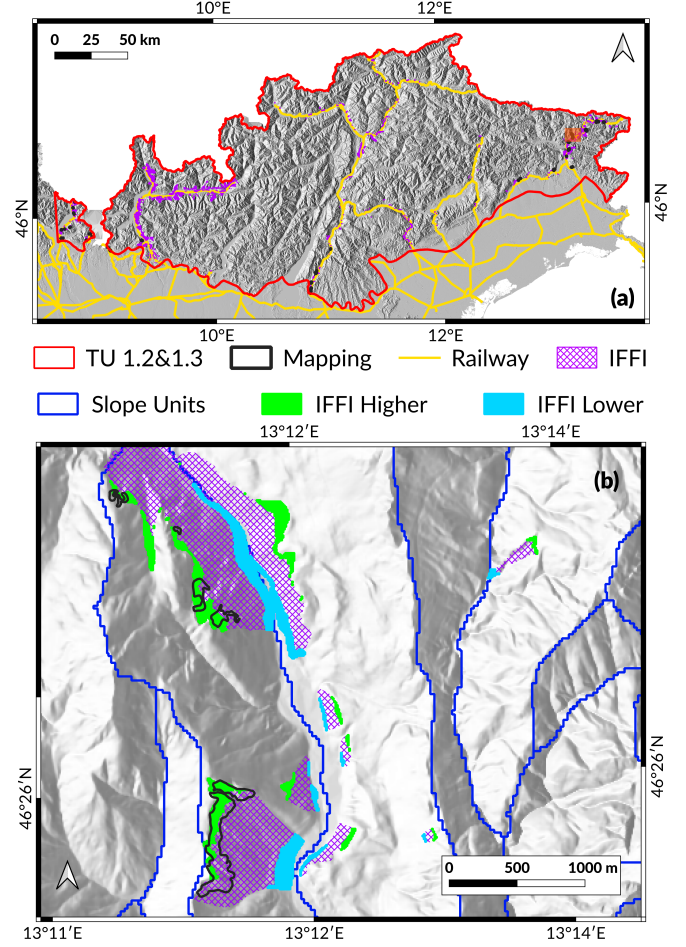 10°E 12°E
0 25 50 km
46°N
46°N
(a)
10°E 12°E
TU 1.2&1.3 Mapping Railway IFFI
Slope Units IFFI Higher IFFI Lower
13°12′E 13°14′E
(b)
46°26′N
46°26′N
0 500 1000 m
13°11′E 13°12′E 13°14′E